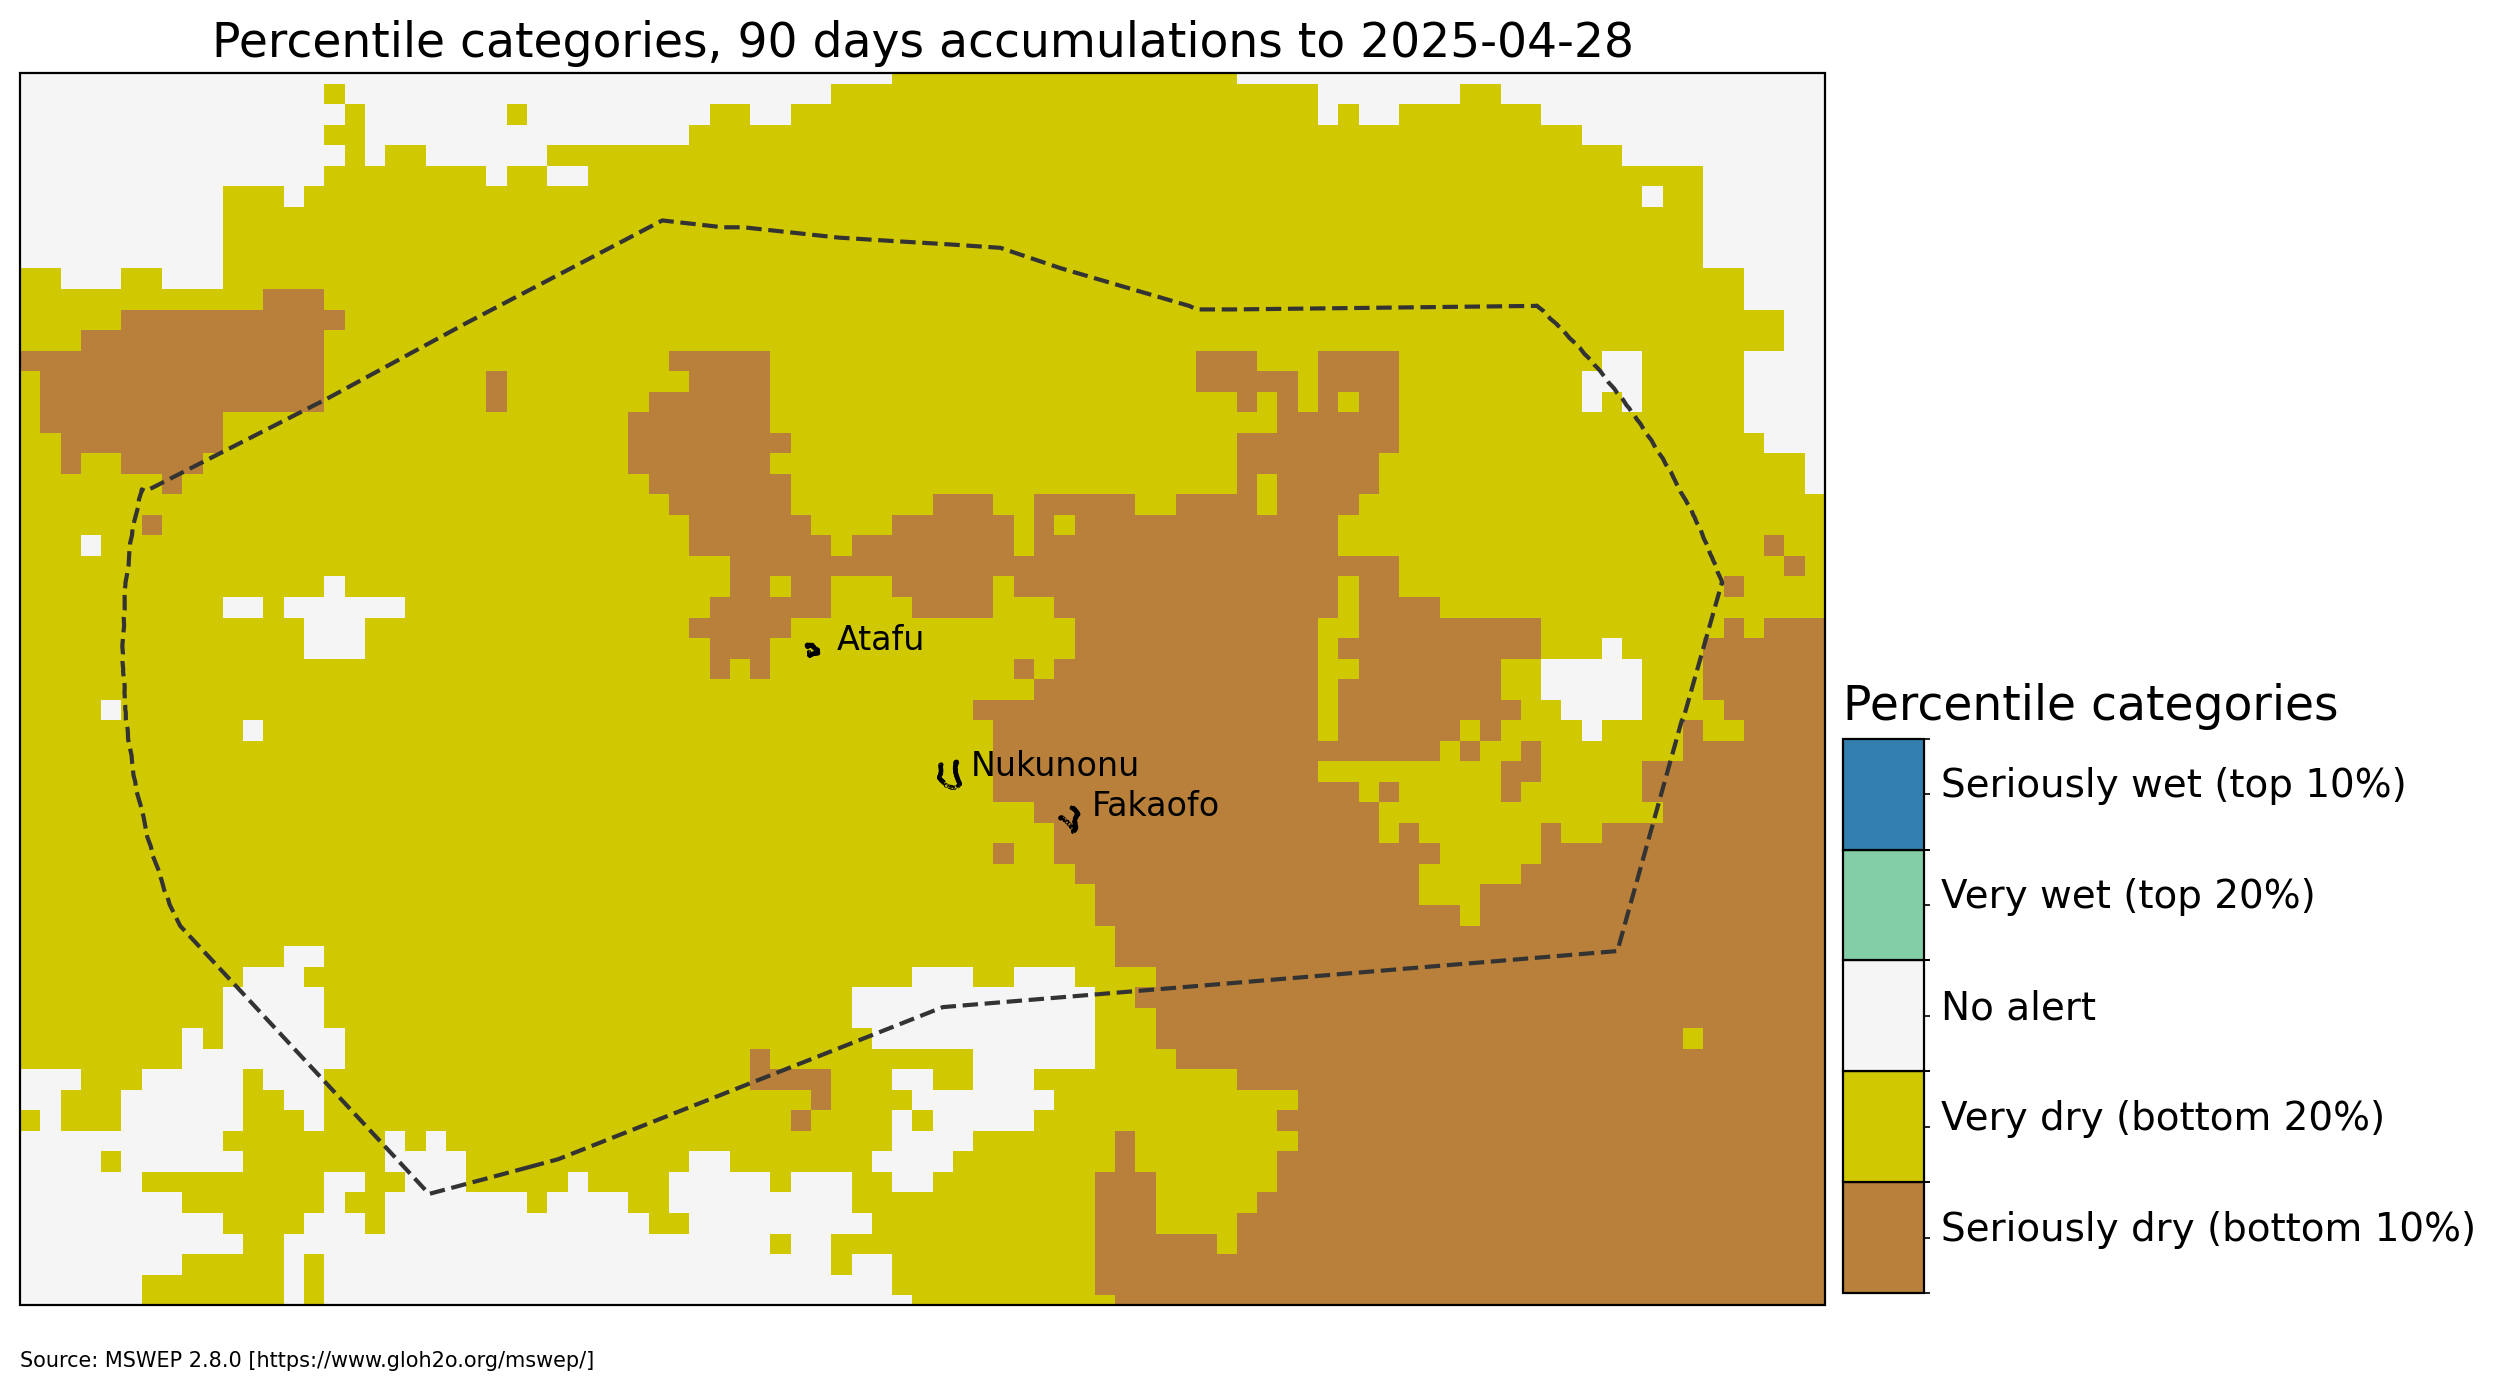 Percentile categories, 90 days accumulations to 2025-04-28
Atafu
Nukunonu
Fakaofo
Percentile categories
Seriously wet (top 10%)
Very wet (top 20%)
No alert
Very dry (bottom 20%)
Seriously dry (bottom 10%)
Source: MSWEP 2.8.0 [https://www.gloh2o.org/mswep/]